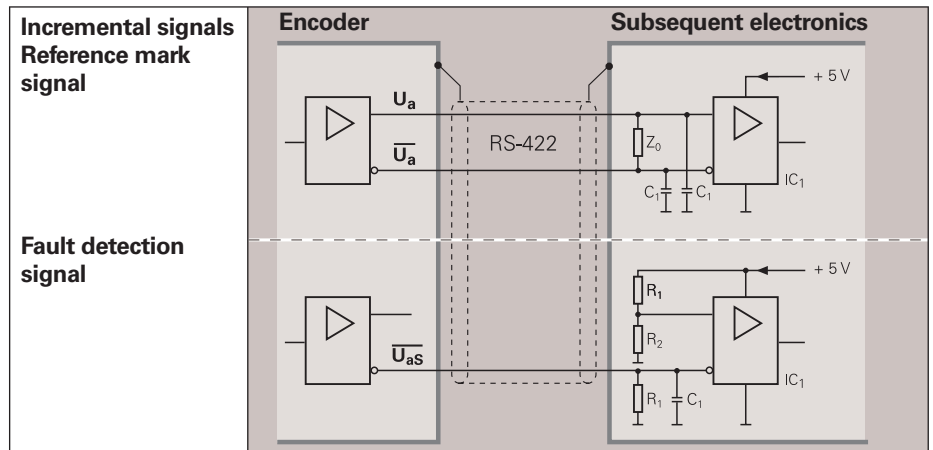 Incremental signals
Reference mark
signal
Encoder
Subsequent electronics
+ 5 V
Ua
RS-422
Z0
Ua
C1
C1
IC1
Fault detection
signal
+ 5 V
R1
R2
UaS
R1
C1
IC1